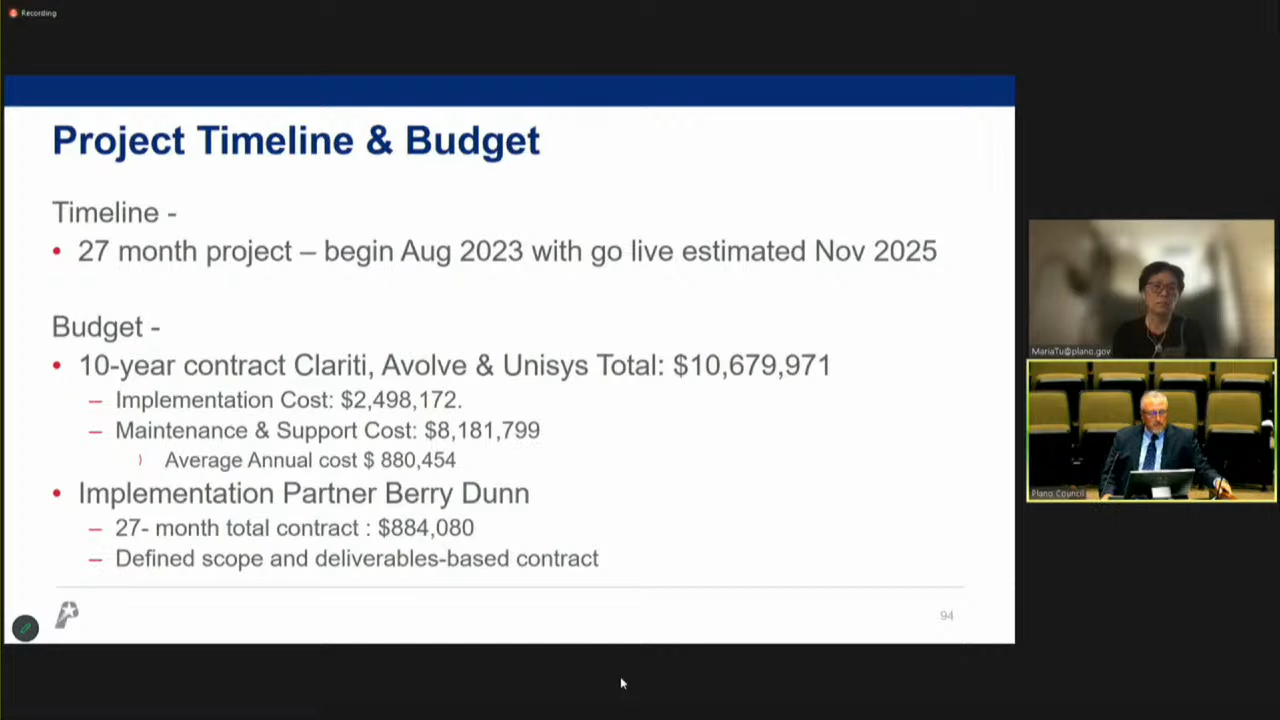 Recording
Project Timeline & Budget
Timeline -
• 27 month project – begin Aug 2023 with go live estimated Nov 2025
Budget -
• 10-year contract Clariti, Avolve & Unisys Total: $10,679,971
– Implementation Cost: $2,498,172.
– Maintenance & Support Cost: $8,181,799
⟩ Average Annual cost $ 880,454
• Implementation Partner Berry Dunn
– 27- month total contract : $884,080
– Defined scope and deliverables-based contract
94
MariaTu@plano.gov
Plano Council